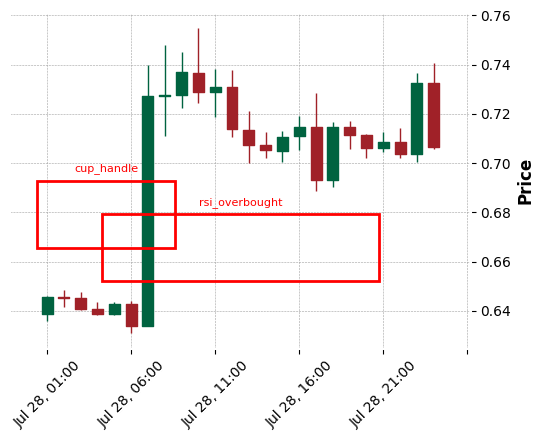 0.76
0.74
0.72
0.70
0.68
0.66
0.64
Price
cup_handle
rsi_overbought
Jul 28, 01:00
Jul 28, 06:00
Jul 28, 11:00
Jul 28, 16:00
Jul 28, 21:00